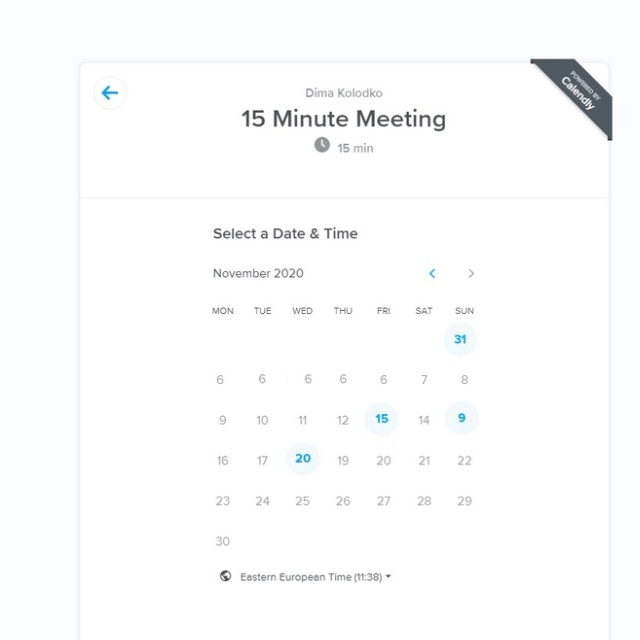 POWERED BY
Calendly
Dima Kolodko
15 Minute Meeting
15 min
Select a Date & Time
November 2020
MON TUE WED THU FRI SAT SUN
31
6 6 6 6 6 7 8
9 10 11 12 15 14 9
16 17 20 19 20 21 22
23 24 25 26 27 28 29
30
Eastern European Time (11:38)